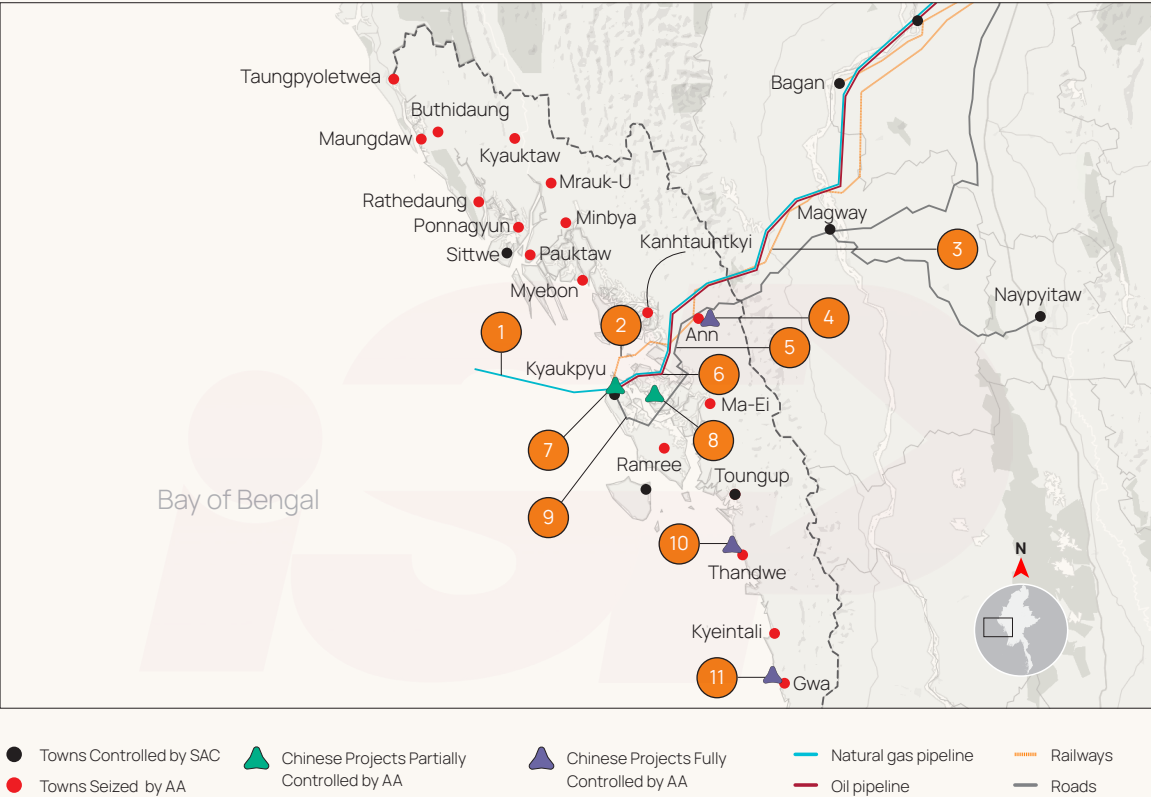 Taungpyoletwea
Bagan
Buthidaung
Maungdaw
Kyauktaw
Mrauk-U
Rathedaung
Magway
Ponnagyun
Minbya
Kanhtauntkyi
3
Sittwe
Pauktaw
Myebon
Naypyitaw
1
2
4
Ann
5
Kyaukpyu
6
Ma-Ei
7
8
Ramree
Toungup
Bay of Bengal
9
10
N
Thandwe
Kyeintali
11
Gwa
isp
Towns Controlled by SAC
Towns Seized by AA
Chinese Projects Partially
Controlled by AA
Chinese Projects Fully
Controlled by AA
Natural gas pipeline
Oil pipeline
Railways
Roads